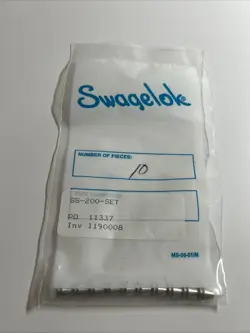 Swagelok
NUMBER OF PIECES:
10
SS-200-SET
PO 11337
Inv 1190008
MS-06-01M